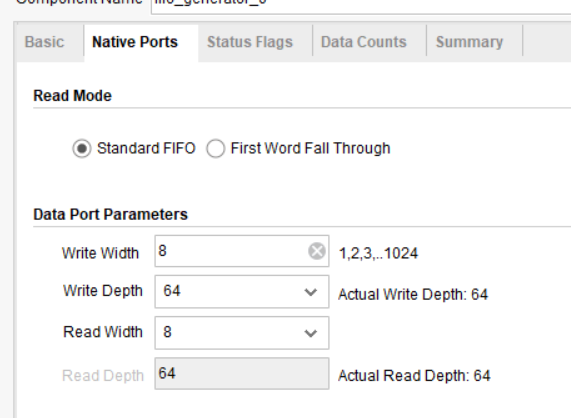 Component Name fifo_generator_0
Basic Native Ports Status Flags Data Counts Summary
Read Mode
Standard FIFO First Word Fall Through
Data Port Parameters
Write Width 8 1,2,3,..1024
Write Depth 64 Actual Write Depth: 64
Read Width 8
Read Depth 64 Actual Read Depth: 64